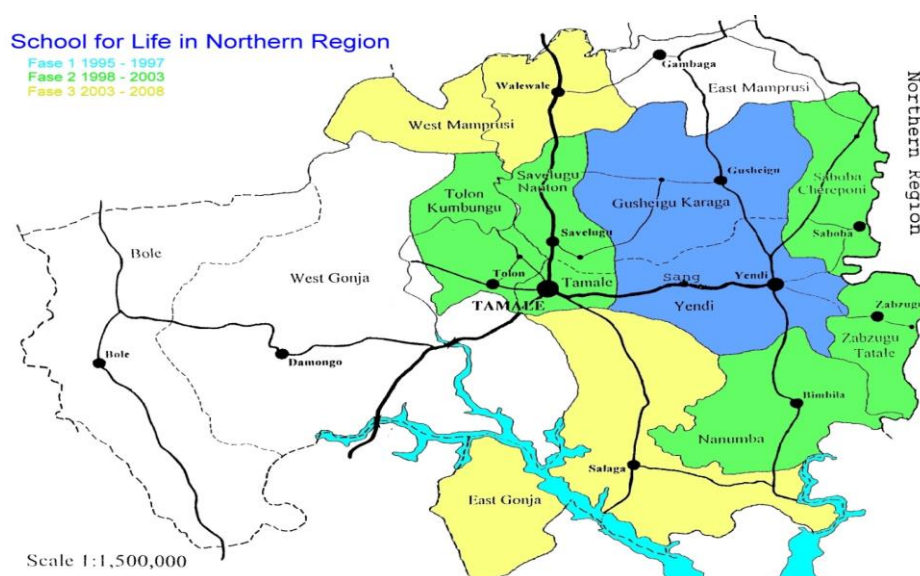 School for Life in Northern Region
Fase 1 1995 - 1997
Fase 2 1998 - 2003
Fase 3 2003 - 2008
Gambaga
Walewale
East Mamprusi
Northern Region
West Mamprusi
Savelugu
Nanton
Gusheigu
Saboba
Chereponi
Tolon
Kumbungu
Gusheigu Karaga
Savelugu
Saboba
Bole
West Gonja
Tolon
Tamale
Sang
Yendi
TAMALE
Yendi
Zabzugu
Zabzugu
Tatale
Bole
Damongo
Bimbila
Nanumba
Salaga
East Gonja
Scale 1:1,500,000